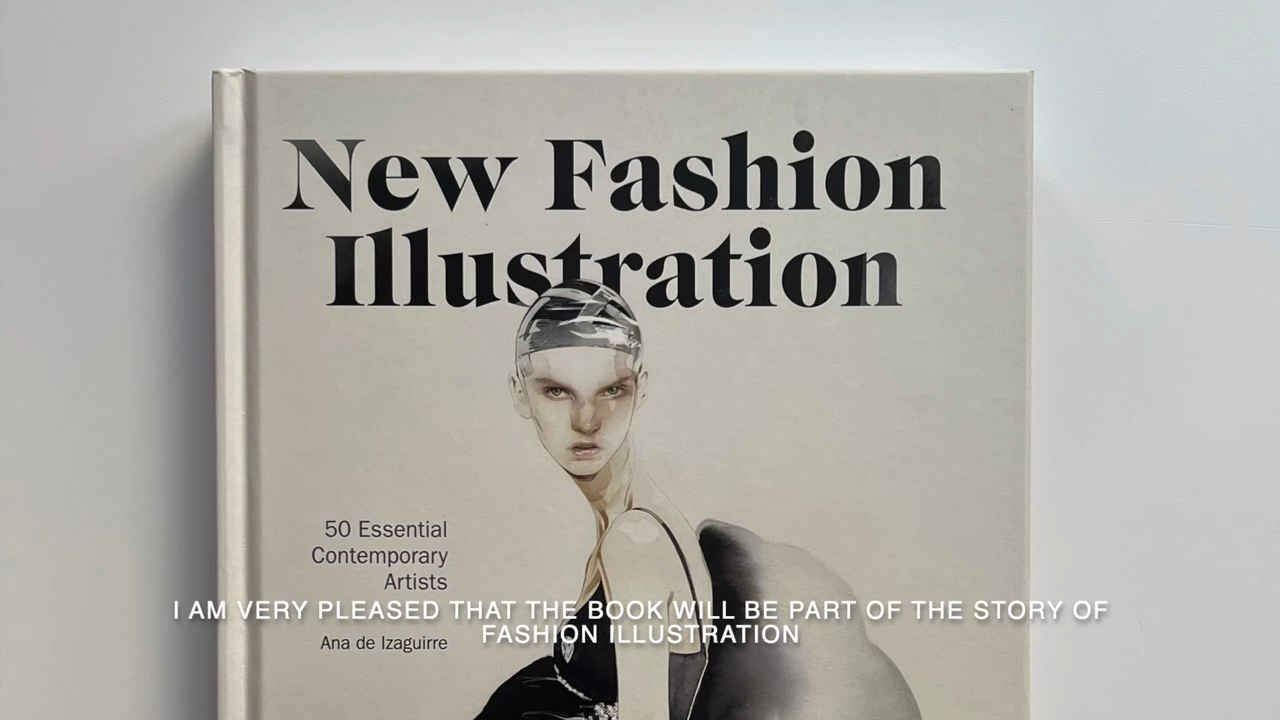 New Fashion
Illustration
50 Essential
Contemporary
Artists
Ana de Izaguirre
I AM VERY PLEASED THAT THE BOOK WILL BE PART OF THE STORY OF
FASHION ILLUSTRATION